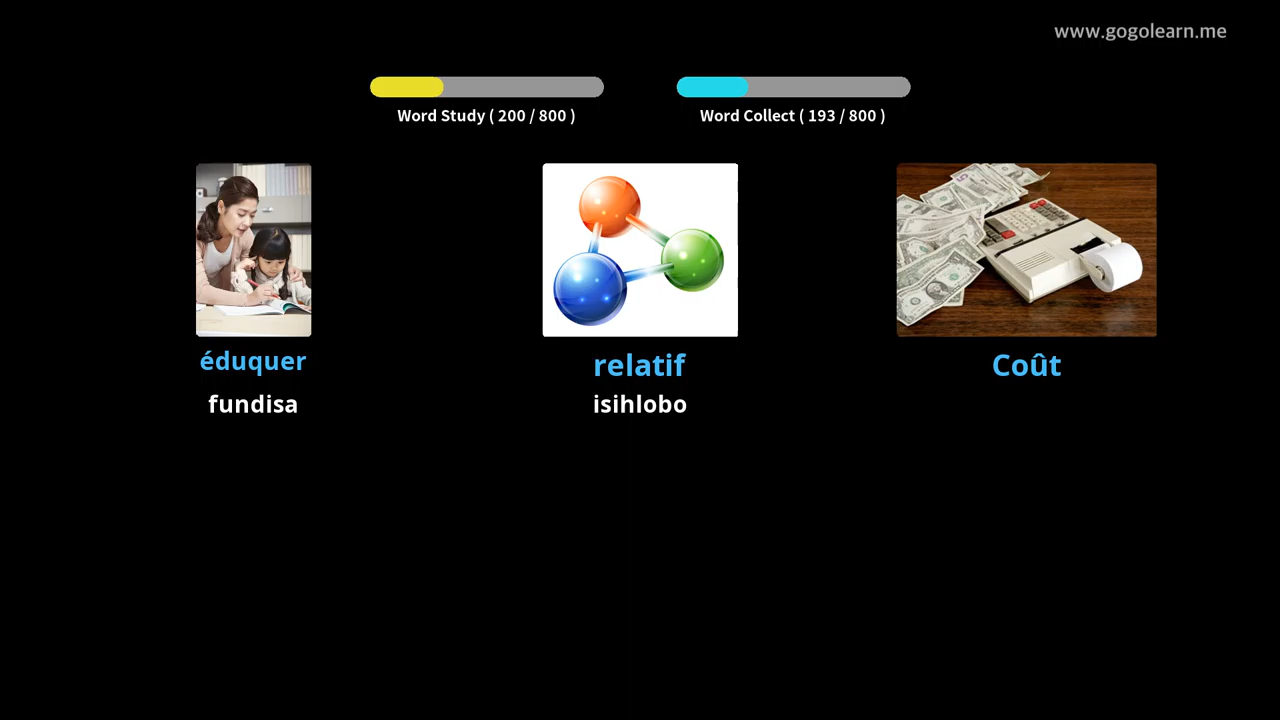 www.gogolearn.me
Word Study ( 200 / 800 )
Word Collect ( 193 / 800 )
éduquer
fundisa
relatif
isihlobo
Coût